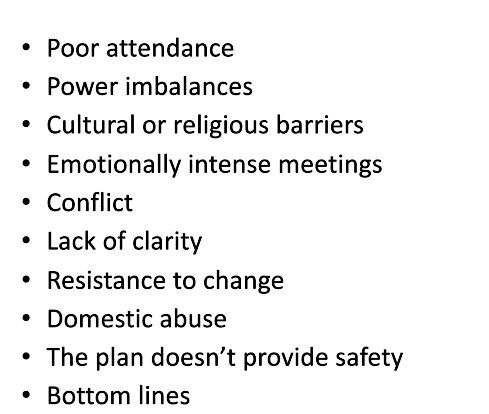 • Poor attendance
• Power imbalances
• Cultural or religious barriers
• Emotionally intense meetings
• Conflict
• Lack of clarity
• Resistance to change
• Domestic abuse
• The plan doesn’t provide safety
• Bottom lines